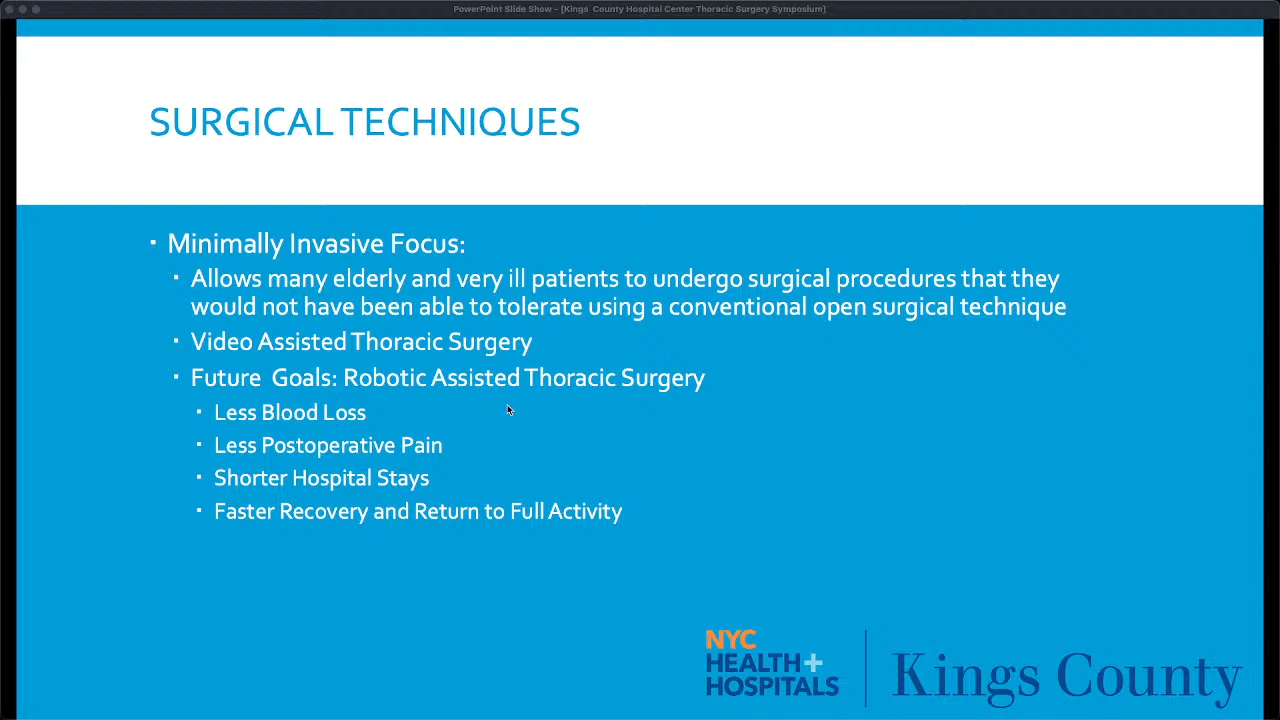 PowerPoint Slide Show - [Kings County Hospital Center Thoracic Surgery Symposium]
SURGICAL TECHNIQUES
▪ Minimally Invasive Focus:
▪ Allows many elderly and very ill patients to undergo surgical procedures that they
would not have been able to tolerate using a conventional open surgical technique
▪ Video Assisted Thoracic Surgery
▪ Future Goals: Robotic Assisted Thoracic Surgery
▪ Less Blood Loss
▪ Less Postoperative Pain
▪ Shorter Hospital Stays
▪ Faster Recovery and Return to Full Activity
NYC
HEALTH+
HOSPITALS
Kings County